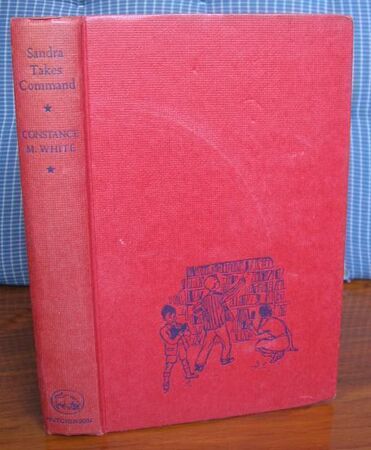 Sandra
Takes
Command
CONSTANCE
M. WHITE
HUTCHINSON